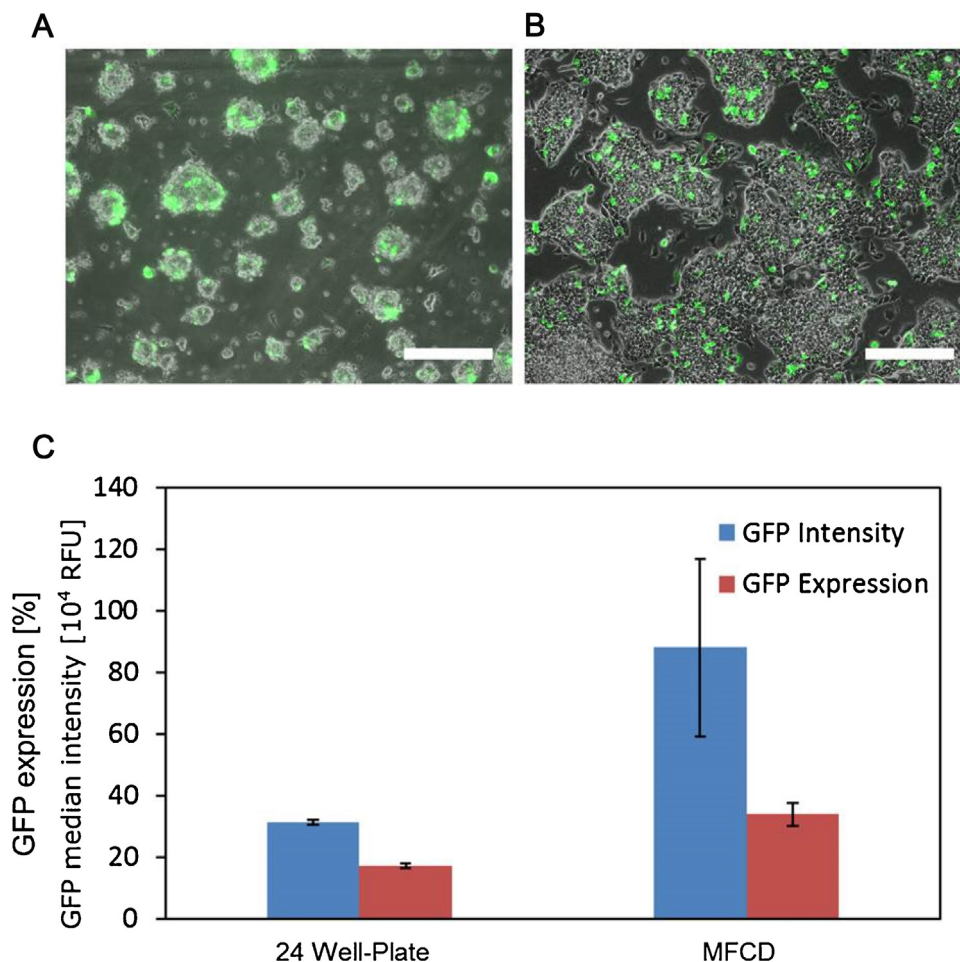 A
B
C
GFP expression [%]
GFP median intensity [10⁴ RFU]
140
120
100
80
60
40
20
0
GFP Intensity
GFP Expression
24 Well-Plate
MFCD